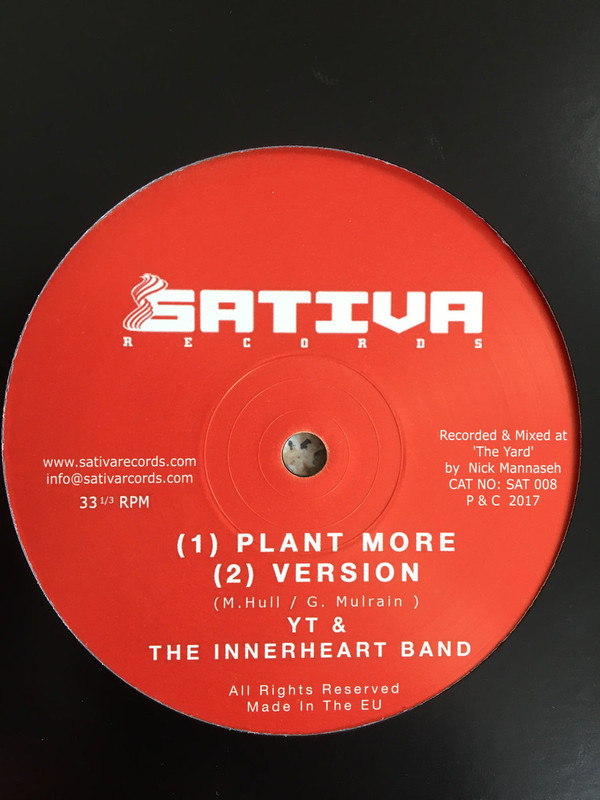 SATIVA
RECORDS
www.sativarecords.com
info@sativarcords.com
33 1/3 RPM
Recorded & Mixed at
'The Yard'
by Nick Mannaseh
CAT NO: SAT 008
P & C 2017
(1) PLANT MORE
(2) VERSION
(M.Hull / G. Mulrain )
YT &
THE INNERHEART BAND
All Rights Reserved
Made In The EU